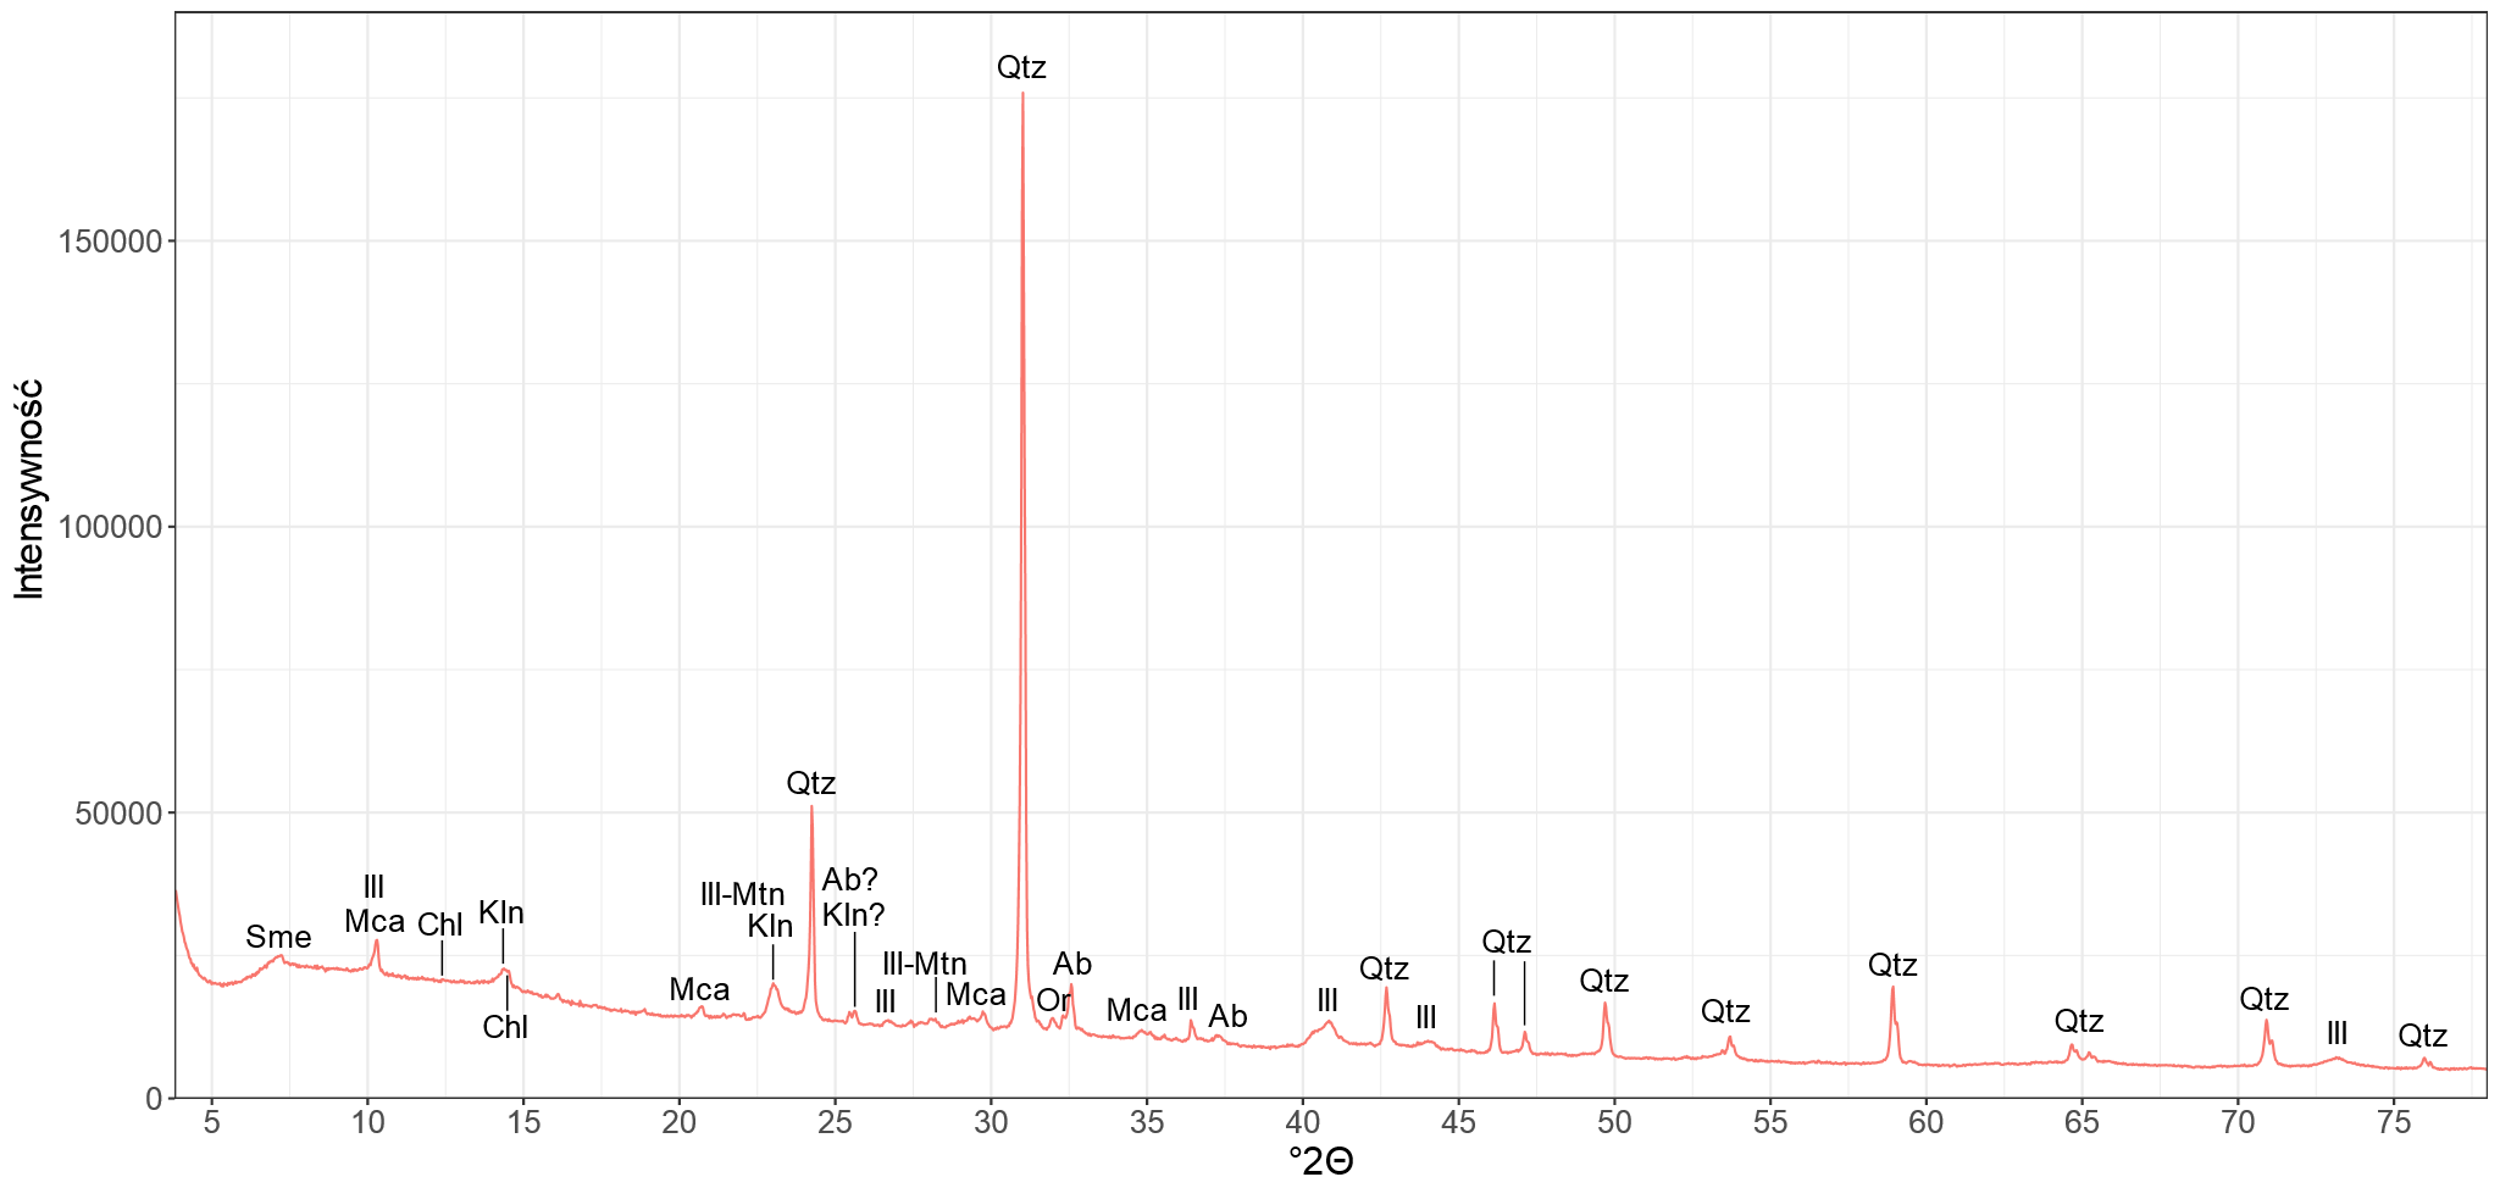 Qtz
150000
100000
50000
0
Intensywność
Qtz
Ill
Mca
Sme
Chl
Kln
Chl
Mca
Ill-Mtn
Kln
Ab?
Kln?
Ill
Ill-Mtn
Mca
Or
Ab
Mca
Ill
Ab
Ill
Qtz
Ill
Qtz
Qtz
Qtz
Qtz
Qtz
Qtz
Ill
Qtz
5 10 15 20 25 30 35 40 45 50 55 60 65 70 75
°2Θ